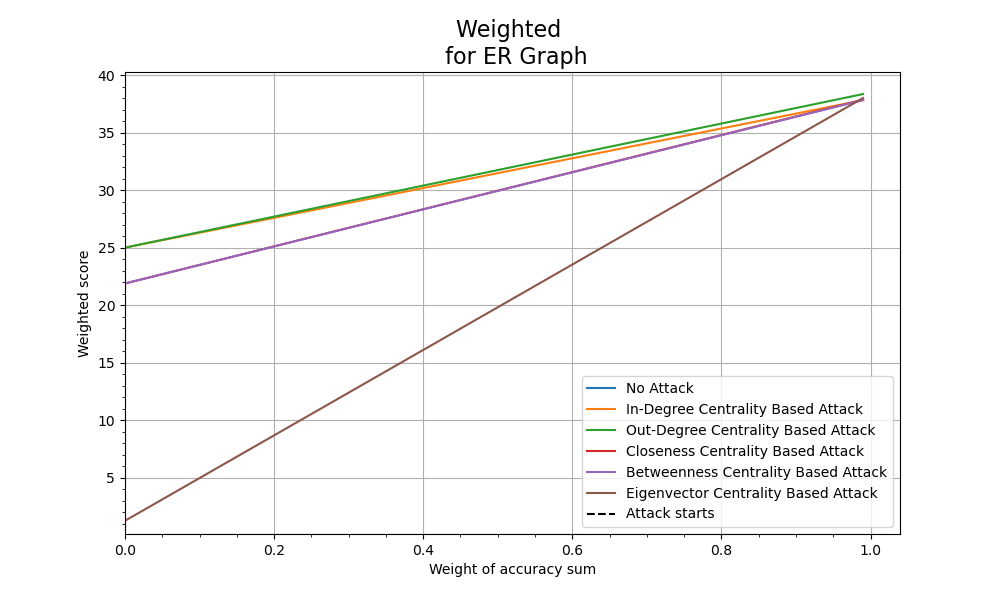 Weighted
for ER Graph
40
35
30
25
20
15
10
5
Weighted score
No Attack
In-Degree Centrality Based Attack
Out-Degree Centrality Based Attack
Closeness Centrality Based Attack
Betweenness Centrality Based Attack
Eigenvector Centrality Based Attack
Attack starts
0.0 0.2 0.4 0.6 0.8 1.0
Weight of accuracy sum